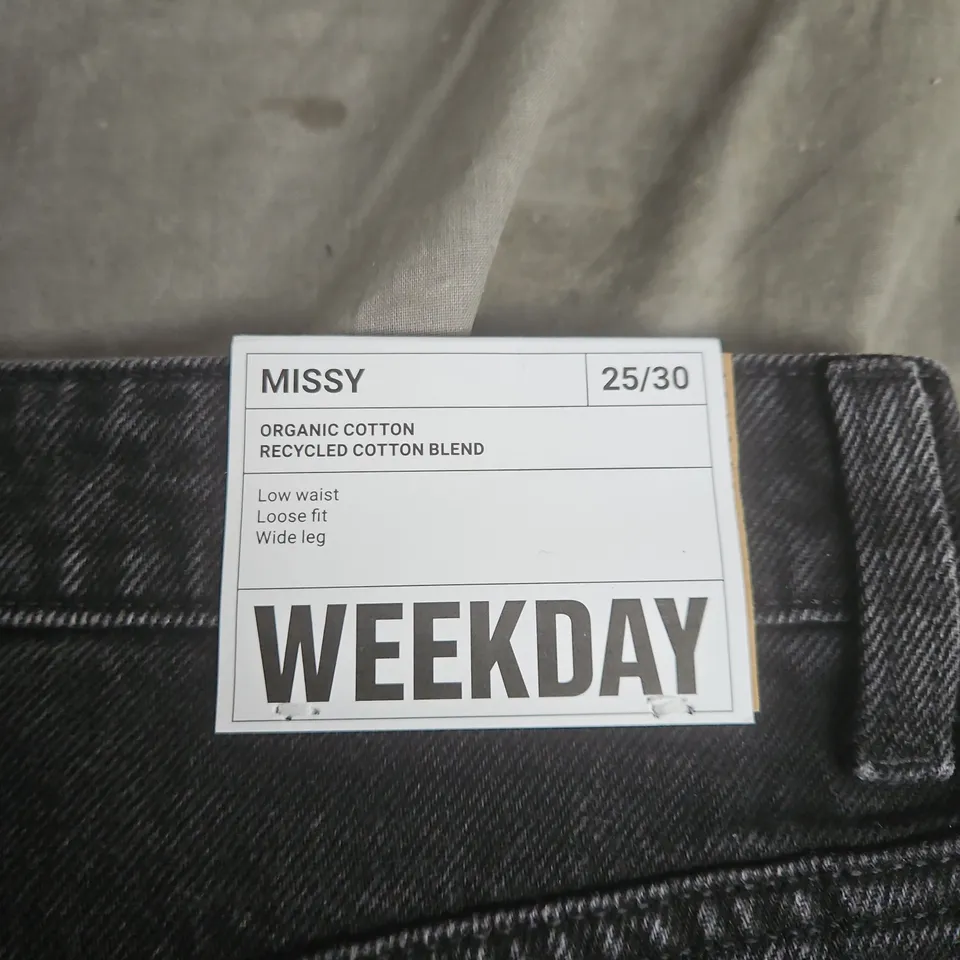 MISSY 25/30
ORGANIC COTTON
RECYCLED COTTON BLEND
Low waist
Loose fit
Wide leg
WEEKDAY